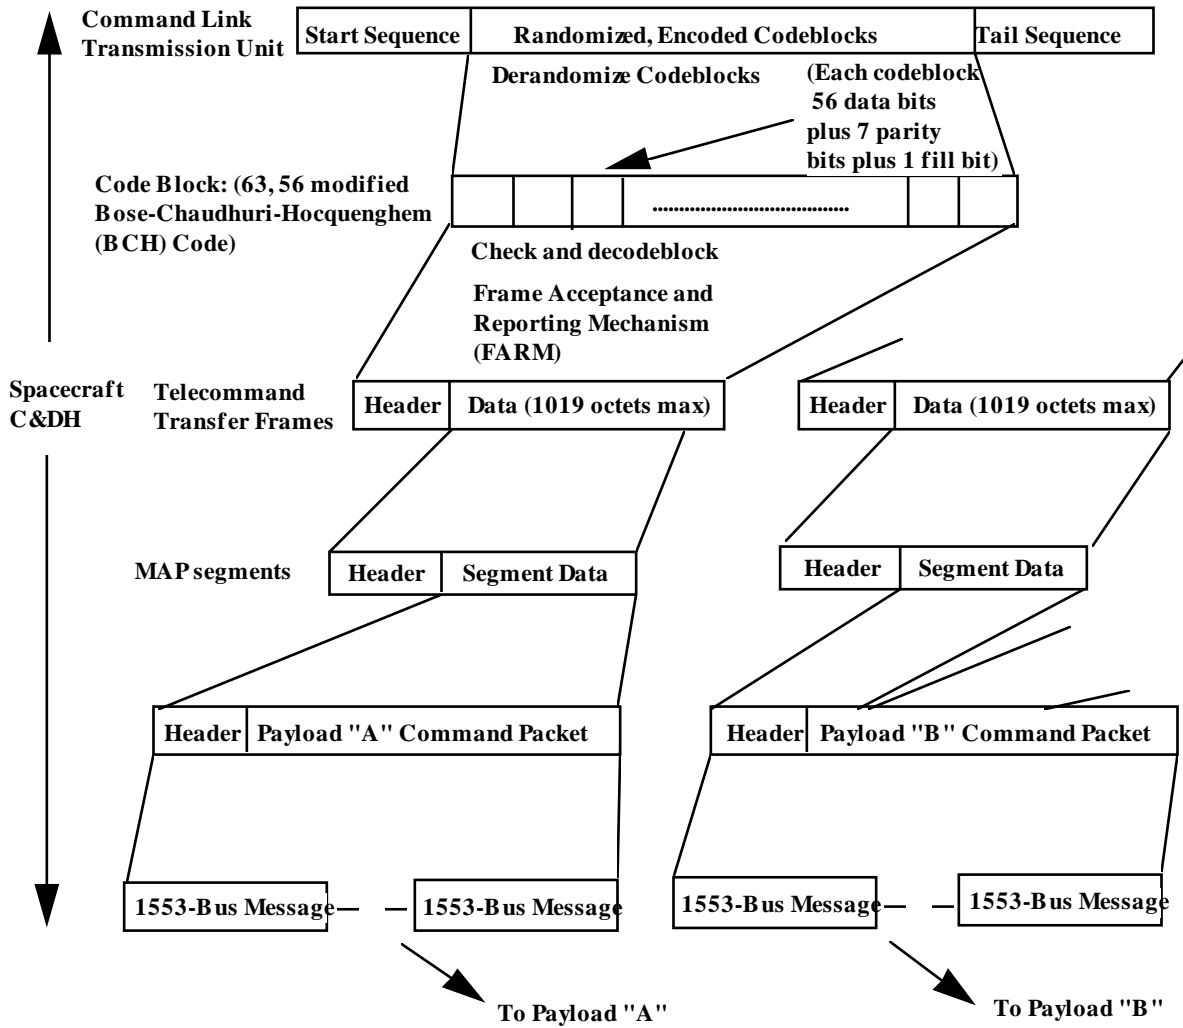 Command Link
Transmission Unit
Start Sequence
Randomized, Encoded Codeblocks
Tail Sequence
Derandomize Codeblocks
(Each codeblock
56 data bits
plus 7 parity
bits plus 1 fill bit)
Code Block: (63, 56 modified
Bose-Chaudhuri-Hocquenghem
(BCH) Code)
Check and decodeblock
Frame Acceptance and
Reporting Mechanism
(FARM)
Spacecraft
C&DH
Telecommand
Transfer Frames
Header
Data (1019 octets max)
Header
Data (1019 octets max)
MAP segments
Header
Segment Data
Header
Segment Data
Header
Payload "A" Command Packet
Header
Payload "B" Command Packet
1553-Bus Message
1553-Bus Message
1553-Bus Message
1553-Bus Message
To Payload "A"
To Payload "B"